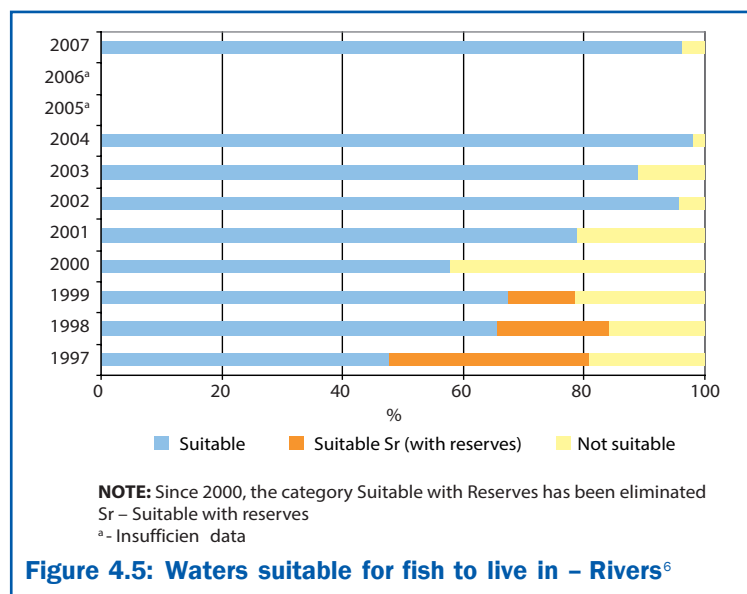 2007
2006ᵃ
2005ᵃ
2004
2003
2002
2001
2000
1999
1998
1997
0 20 40 60 80 100
%
Suitable Suitable Sr (with reserves) Not suitable
NOTE: Since 2000, the category Suitable with Reserves has been eliminated
Sr – Suitable with reserves
ᵃ - Insufficien data
Figure 4.5: Waters suitable for fish to live in – Rivers⁶